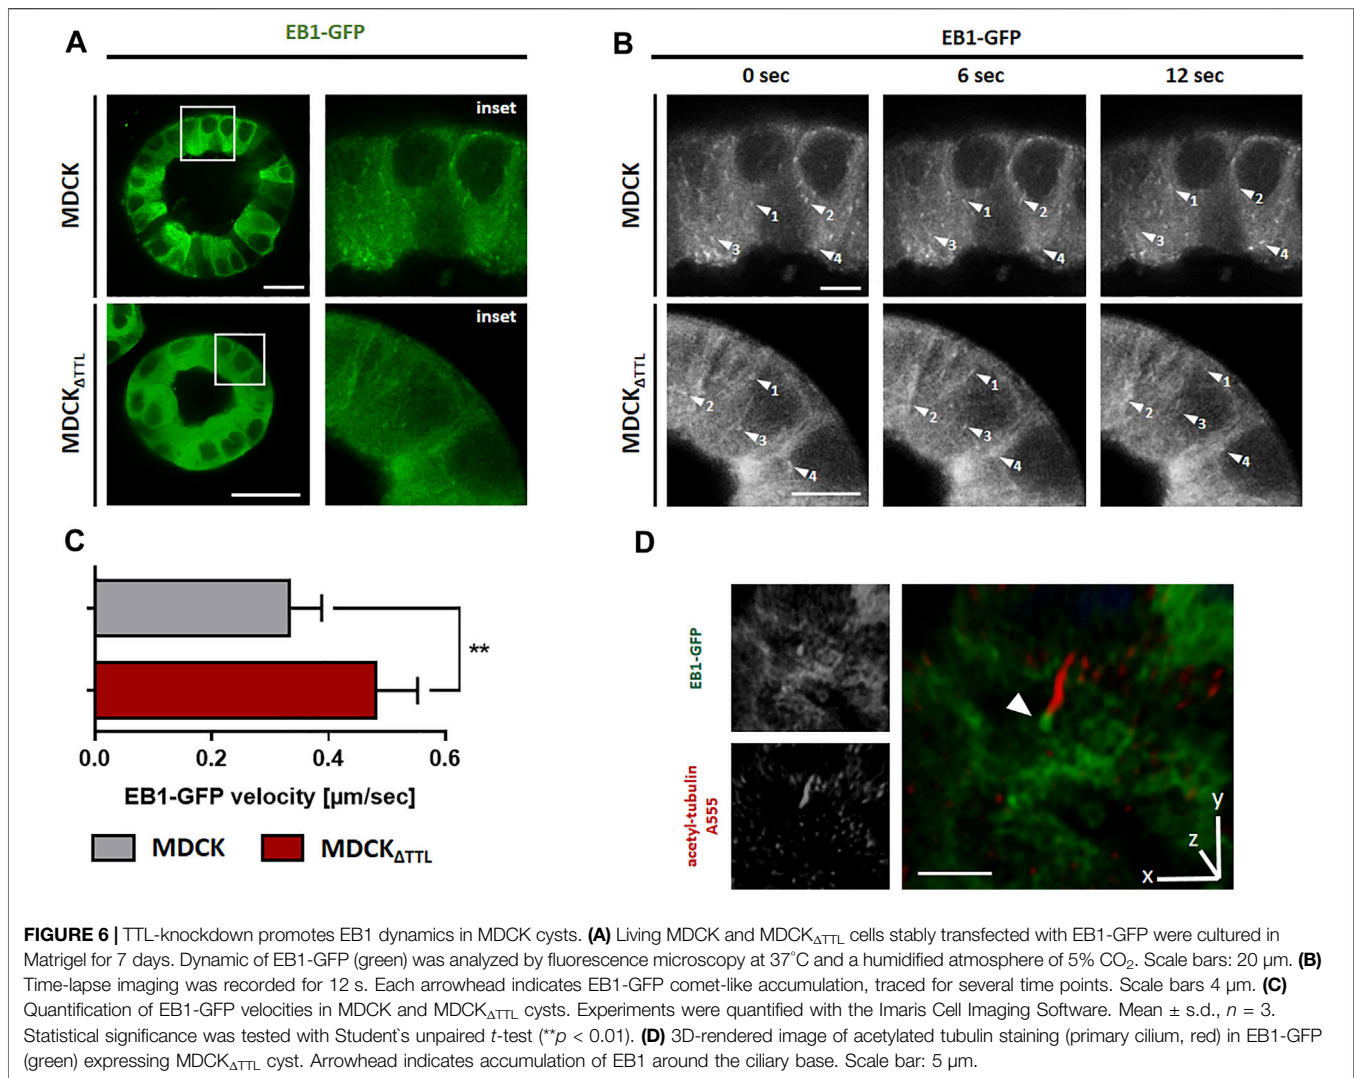 A
EB1-GFP
MDCK
inset
MDCKΔTTL
inset
B
EB1-GFP
0 sec 6 sec 12 sec
MDCK
1 2 3 4
1 2 3 4
1 2 3 4
MDCKΔTTL
1 2 3 4
1 2 3 4
1 2 3 4
C
**
0.0 0.2 0.4 0.6
EB1-GFP velocity [µm/sec]
MDCK MDCKΔTTL
D
EB1-GFP
acetyl-tubulin
A555
y
z
x
FIGURE 6 | TTL-knockdown promotes EB1 dynamics in MDCK cysts. (A) Living MDCK and MDCKΔTTL cells stably transfected with EB1-GFP were cultured in
Matrigel for 7 days. Dynamic of EB1-GFP (green) was analyzed by fluorescence microscopy at 37°C and a humidified atmosphere of 5% CO2. Scale bars: 20 µm. (B)
Time-lapse imaging was recorded for 12 s. Each arrowhead indicates EB1-GFP comet-like accumulation, traced for several time points. Scale bars 4 µm. (C)
Quantification of EB1-GFP velocities in MDCK and MDCKΔTTL cysts. Experiments were quantified with the Imaris Cell Imaging Software. Mean ± s.d., n = 3.
Statistical significance was tested with Student`s unpaired t-test (**p < 0.01). (D) 3D-rendered image of acetylated tubulin staining (primary cilium, red) in EB1-GFP
(green) expressing MDCKΔTTL cyst. Arrowhead indicates accumulation of EB1 around the ciliary base. Scale bar: 5 µm.